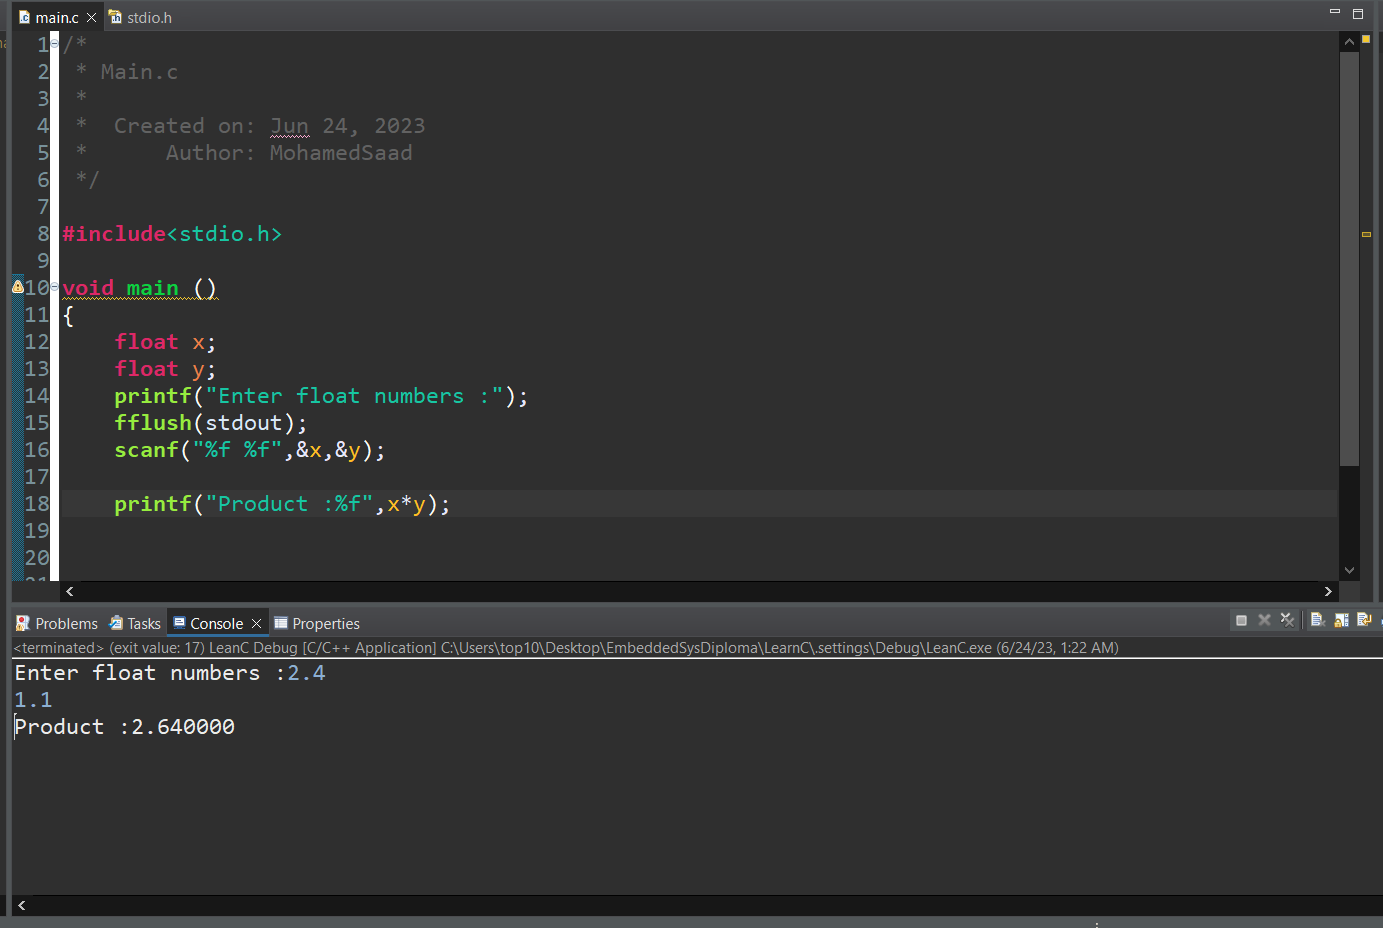 main.c stdio.h
1 /*
2  * Main.c
3  *
4  *  Created on: Jun 24, 2023
5  *      Author: MohamedSaad
6  */
7
8 #include<stdio.h>
9
10 void main ()
11 {
12     float x;
13     float y;
14     printf("Enter float numbers :");
15     fflush(stdout);
16     scanf("%f %f",&x,&y);
17
18     printf("Product :%f",x*y);
19
20
21
Problems Tasks Console Properties
<terminated> (exit value: 17) LeanC Debug [C/C++ Application] C:\Users\top10\Desktop\EmbeddedSysDiploma\LearnC\.settings\Debug\LeanC.exe (6/24/23, 1:22 AM)
Enter float numbers :2.4
1.1
Product :2.640000